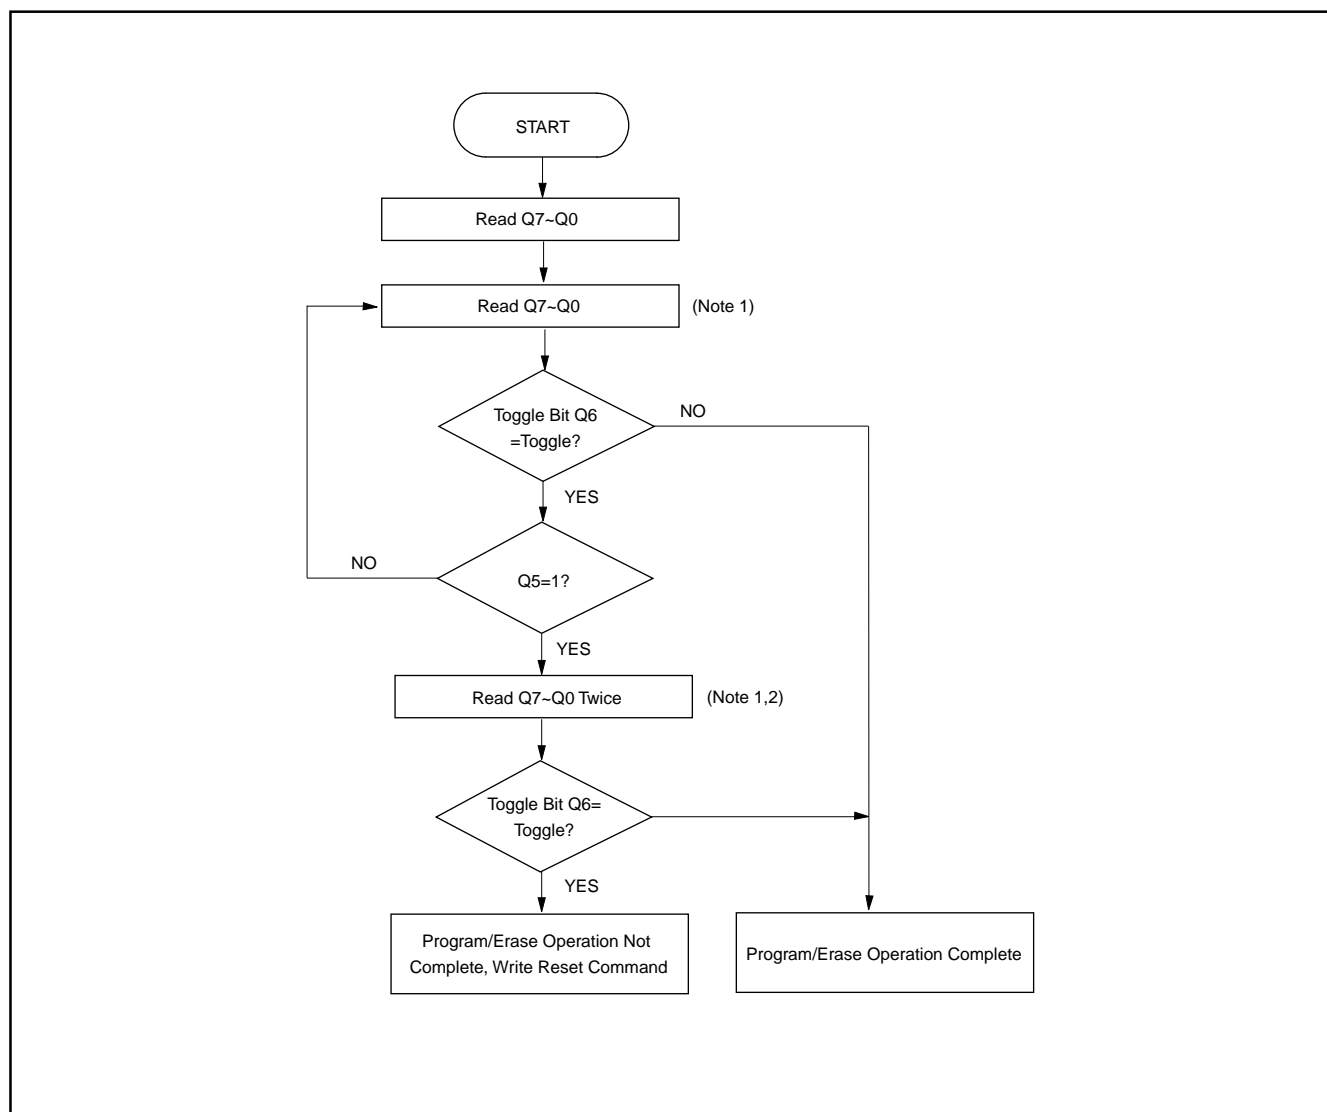 START
Read Q7~Q0
Read Q7~Q0
(Note 1)
Toggle Bit Q6
=Toggle?
NO
YES
NO
Q5=1?
YES
Read Q7~Q0 Twice
(Note 1,2)
Toggle Bit Q6=
Toggle?
YES
Program/Erase Operation Not
Complete, Write Reset Command
Program/Erase Operation Complete